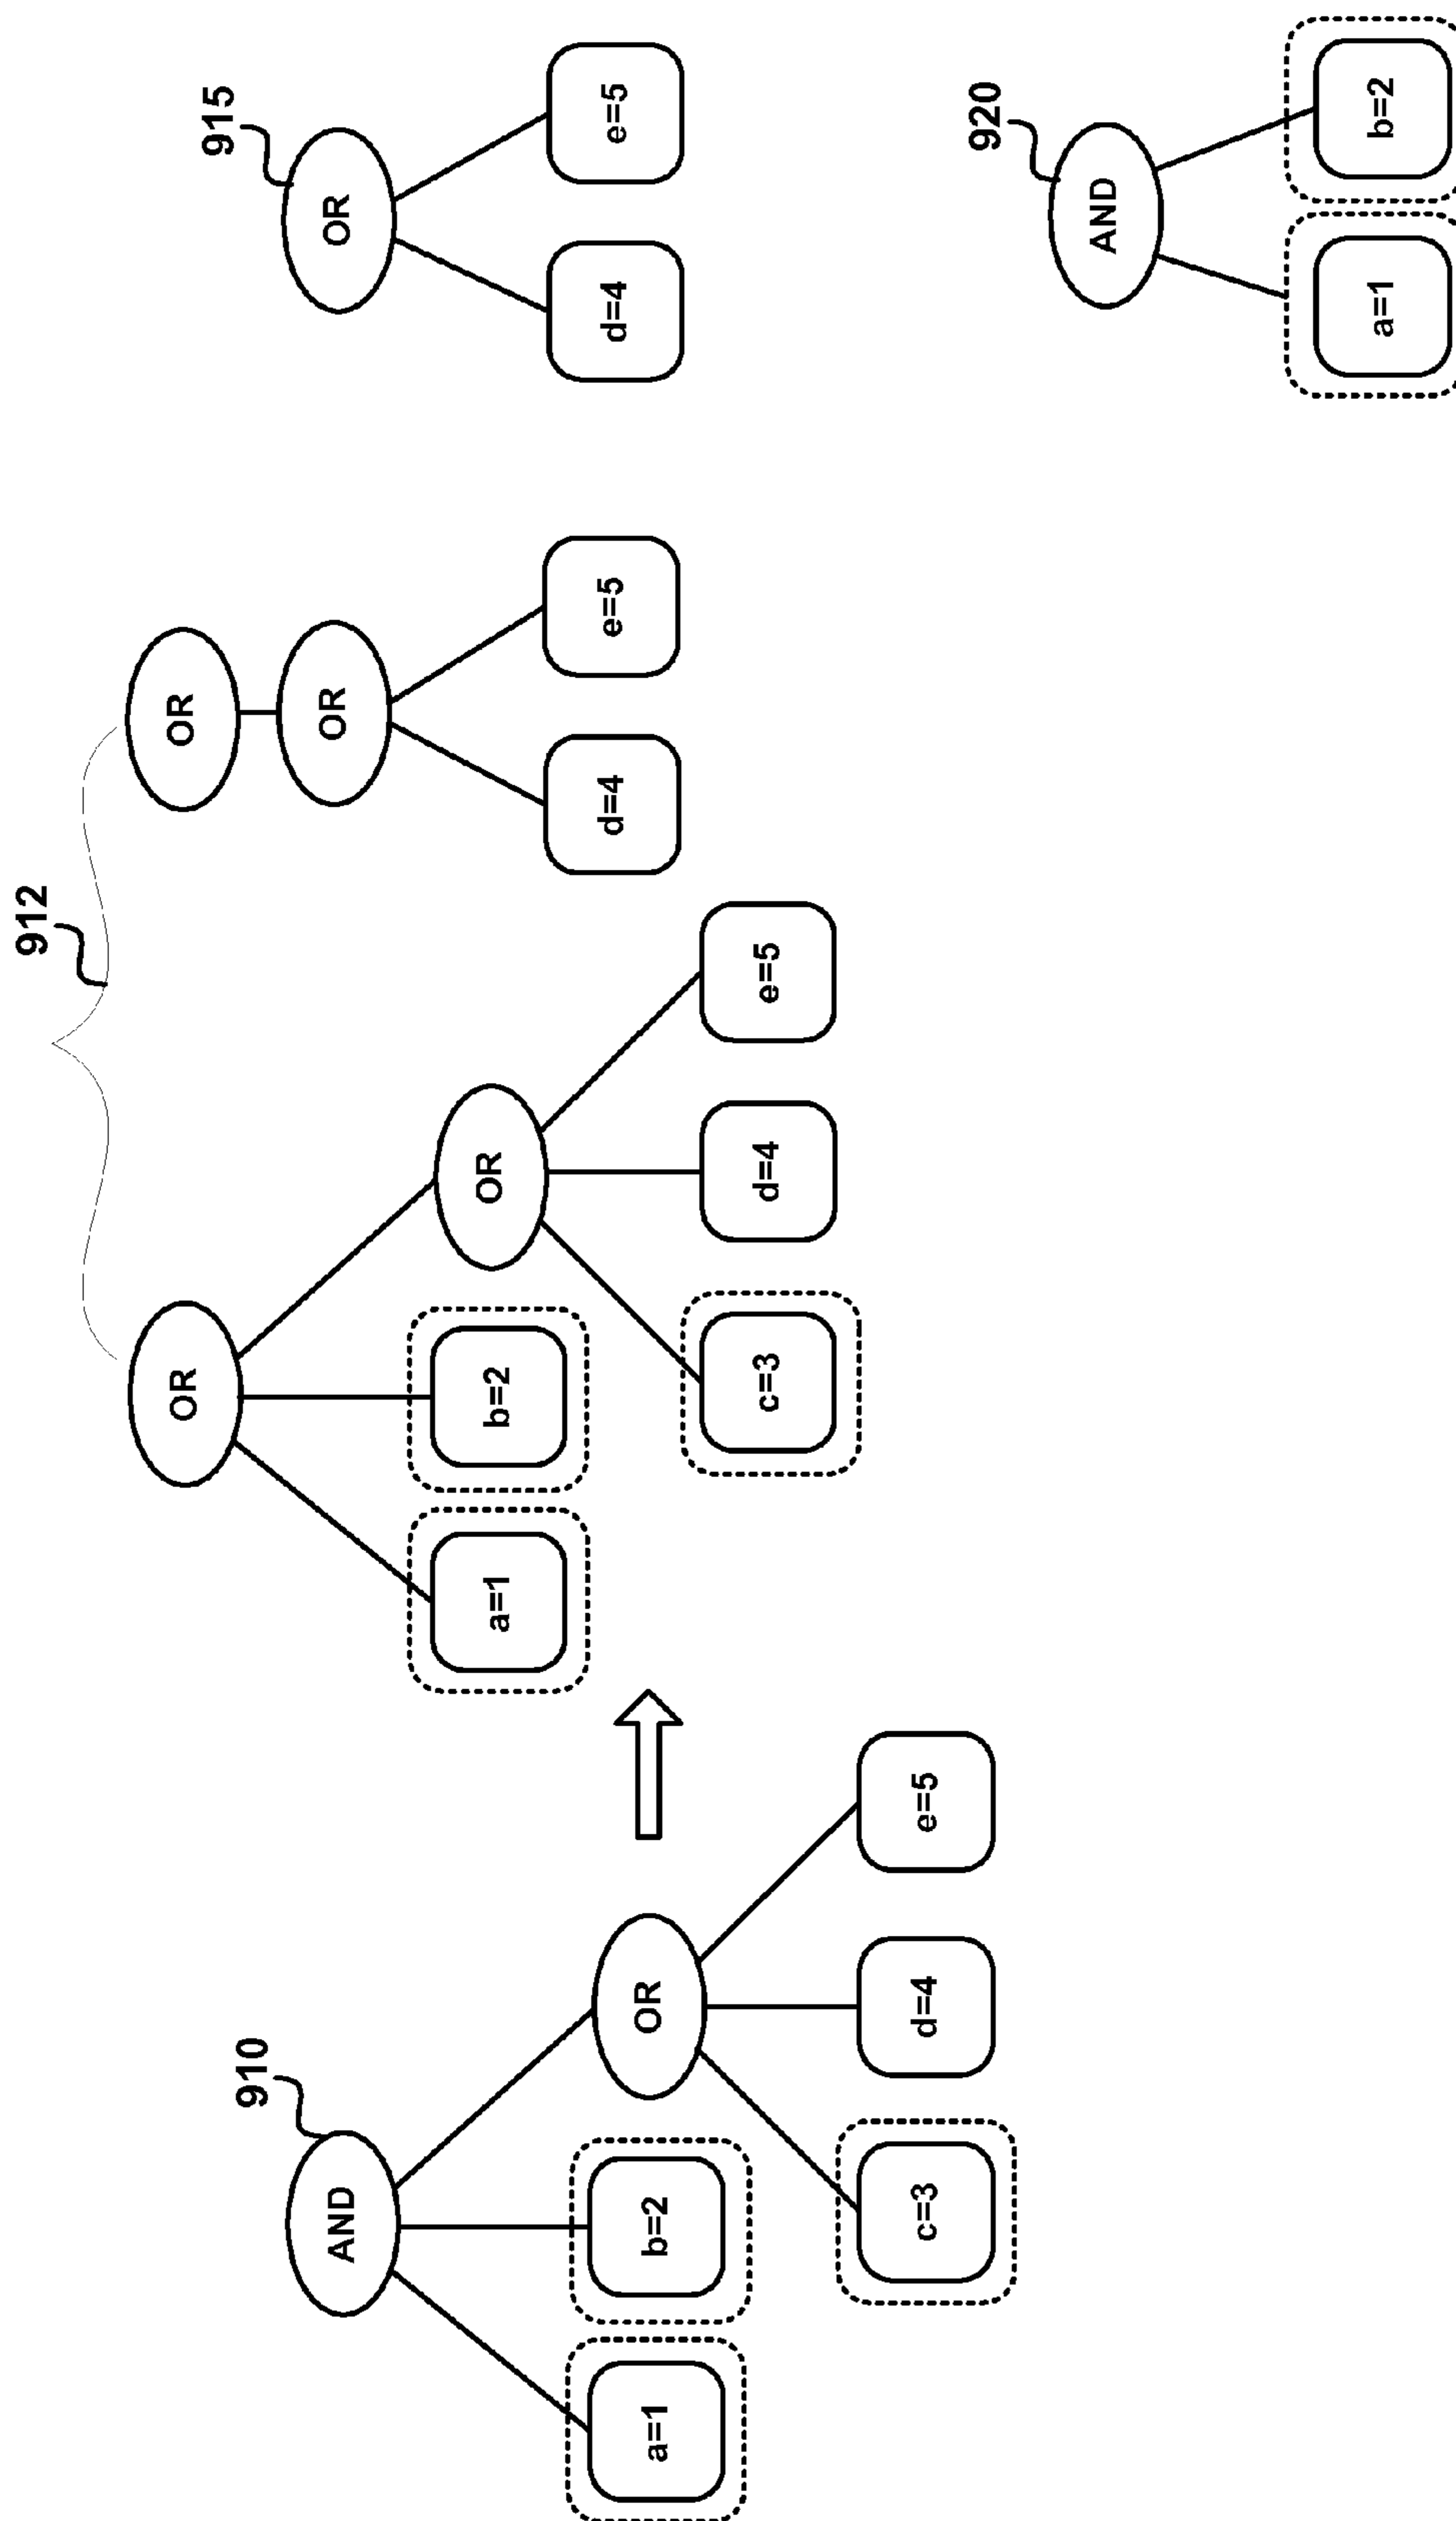 910
AND
a=1
b=2
OR
c=3
d=4
e=5
912
OR
a=1
b=2
OR
c=3
d=4
e=5
OR
OR
d=4
e=5
915
OR
d=4
e=5
920
AND
a=1
b=2